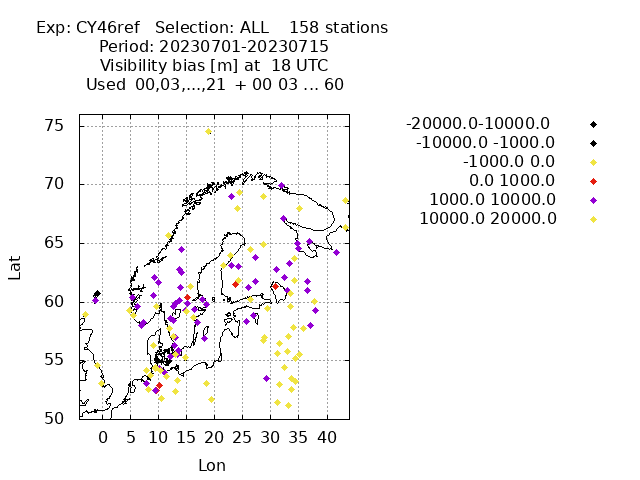 Exp: CY46ref Selection: ALL 158 stations
Period: 20230701-20230715
Visibility bias [m] at 18 UTC
Used 00,03,...,21 + 00 03 ... 60
-20000.0-10000.0
-10000.0 -1000.0
-1000.0 0.0
0.0 1000.0
1000.0 10000.0
10000.0 20000.0
75
70
65
60
55
50
Lat
0 5 10 15 20 25 30 35 40
Lon